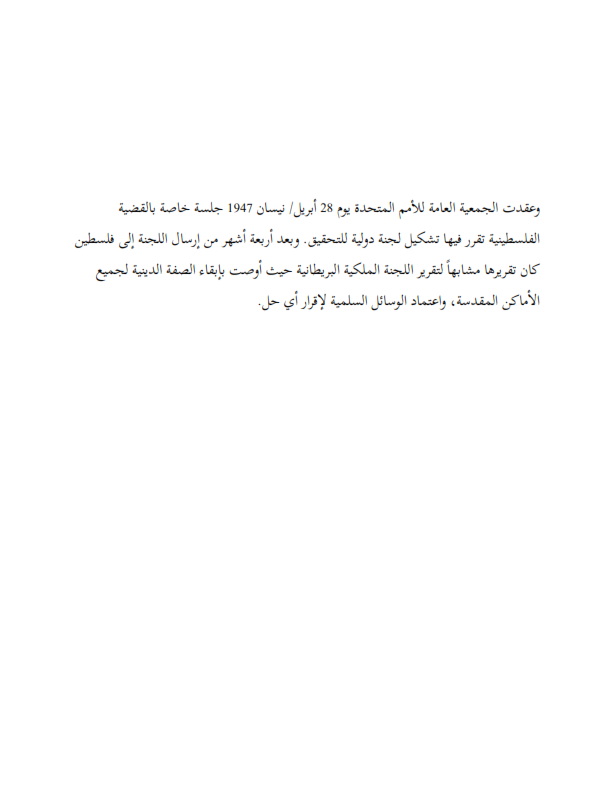 وعقدت الجمعية العامة للأمم المتحدة يوم 28 أبريل/ نيسان 1947 جلسة خاصة بالقضية
الفلسطينية تقرر فيها تشكيل لجنة دولية للتحقيق. وبعد أربعة أشهر من إرسال اللجنة إلى فلسطين
كان تقريرها مشابهاً لتقرير اللجنة الملكية البريطانية حيث أوصت بإبقاء الصفة الدينية لجميع
الأماكن المقدسة، واعتماد الوسائل السلمية لإقرار أي حل.